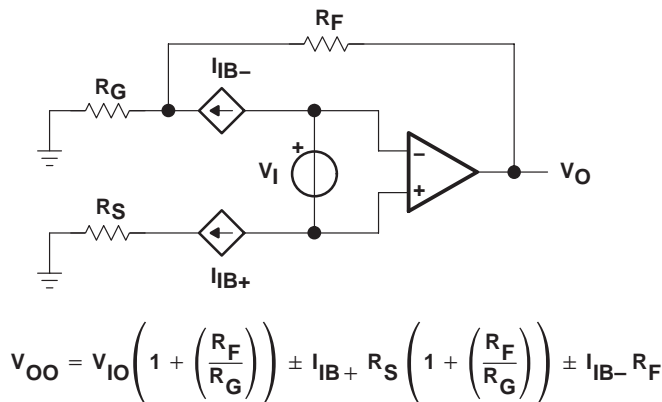 RF
RG
IIB−
+
VI
−
+
VO
RS
IIB+
VOO = VIO(1 + (RF/RG)) ± IIB+ RS(1 + (RF/RG)) ± IIB− RF